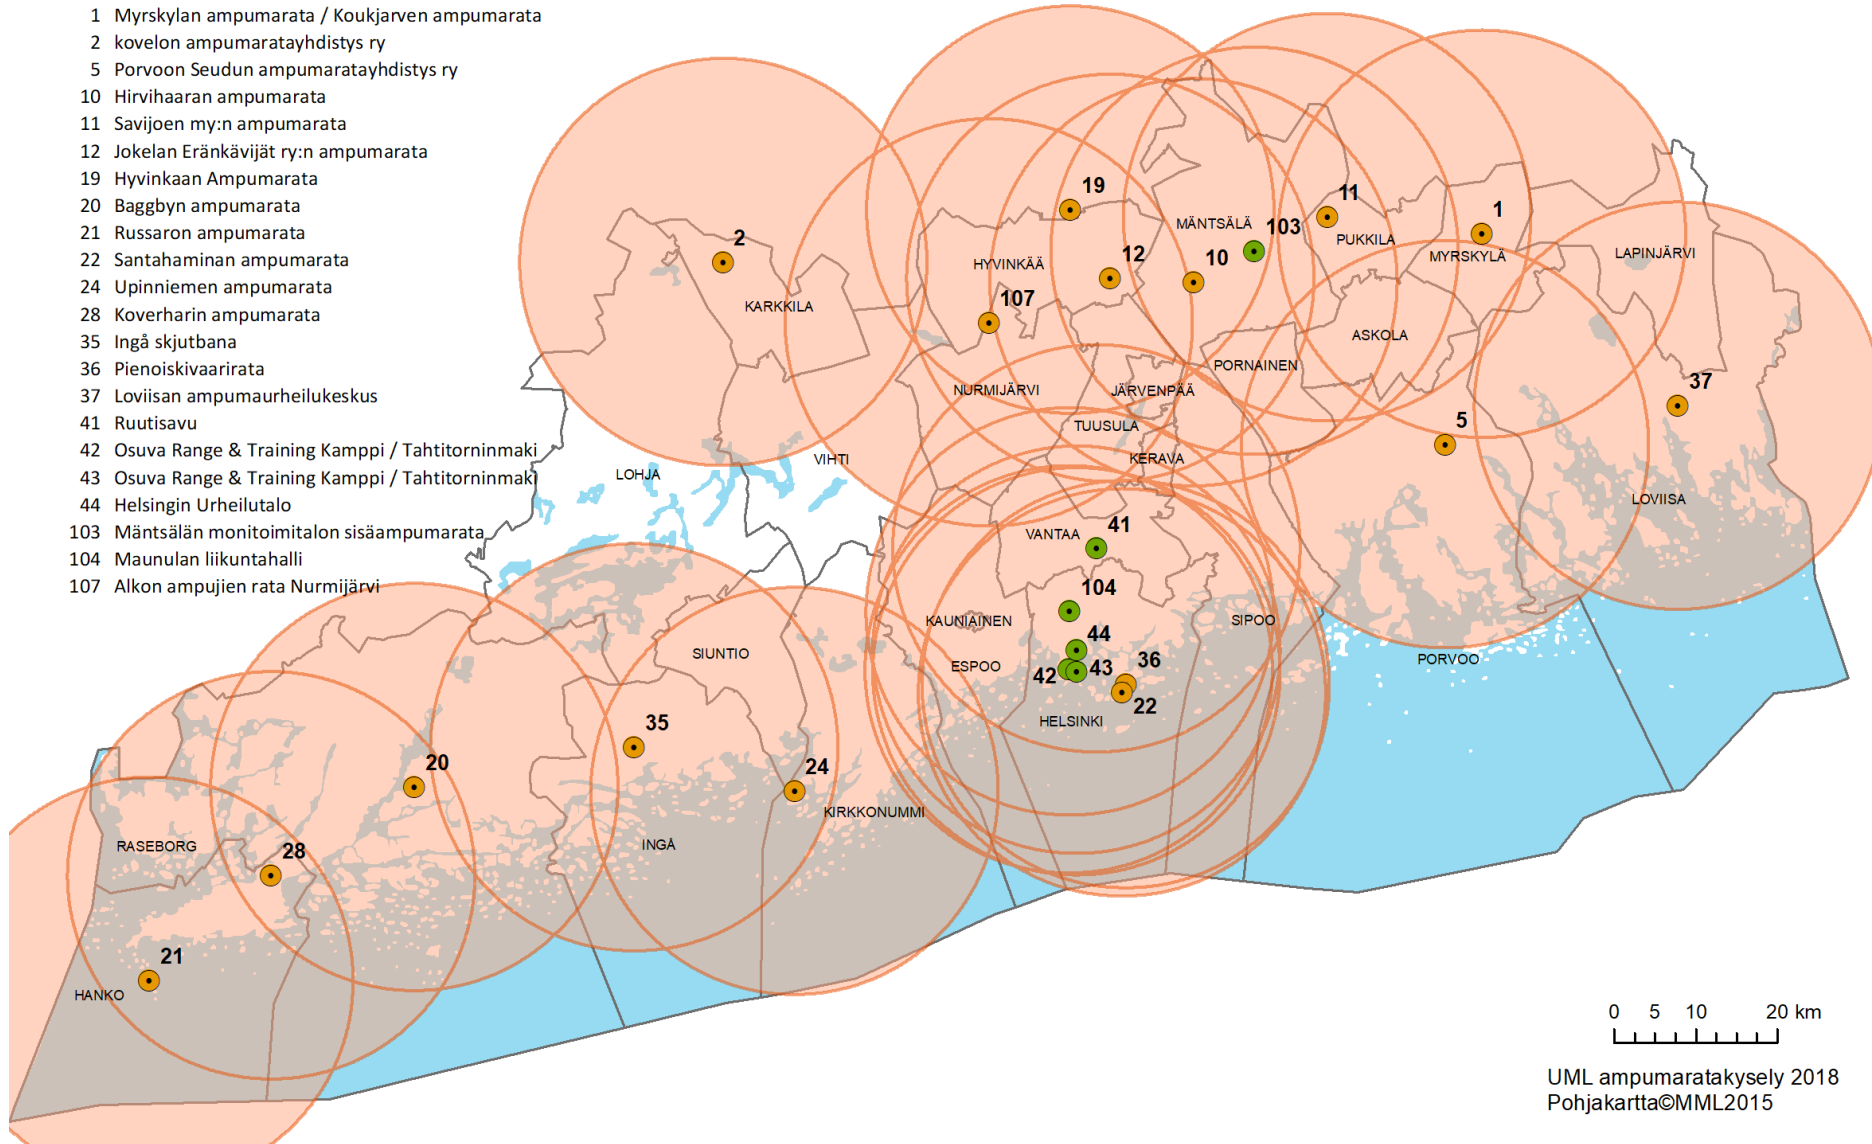 1 Myrskylan ampumarata / Koukjarven ampumarata
2 kovelon ampumaratayhdistys ry
5 Porvoon Seudun ampumaratayhdistys ry
10 Hirvihaaran ampumarata
11 Savijoen my:n ampumarata
12 Jokelan Eränkävijät ry:n ampumarata
19 Hyvinkaan Ampumarata
20 Baggbyn ampumarata
21 Russaron ampumarata
22 Santahaminan ampumarata
24 Upinniemen ampumarata
28 Koverharin ampumarata
35 Ingå skjutbana
36 Pienoiskivaarirata
37 Loviisan ampumaurheilukeskus
41 Ruutisavu
42 Osuva Range & Training Kamppi / Tahtitorninmaki
43 Osuva Range & Training Kamppi / Tahtitorninmaki
44 Helsingin Urheilutalo
103 Mäntsälän monitoimitalon sisäampumarata
104 Maunulan liikuntahalli
107 Alkon ampujien rata Nurmijärvi
19
11
1
2
MÄNTSÄLÄ
103
PUKKILA
12
10
MYRSKYLÄ
LAPINJÄRVI
HYVINKÄÄ
107
KARKKILA
ASKOLA
PORNAINEN
37
NURMIJÄRVI
JÄRVENPÄÄ
5
TUUSULA
KERAVA
VIHTI
LOHJA
LOVIISA
41
VANTAA
104
KAUNIAINEN
SIPOO
44
SIUNTIO
ESPOO
42
43
36
PORVOO
22
HELSINKI
35
20
24
KIRKKONUMMI
INGÅ
RASEBORG
28
21
HANKO
0 5 10 20 km
UML ampumaratakysely 2018
Pohjakartta©MML2015